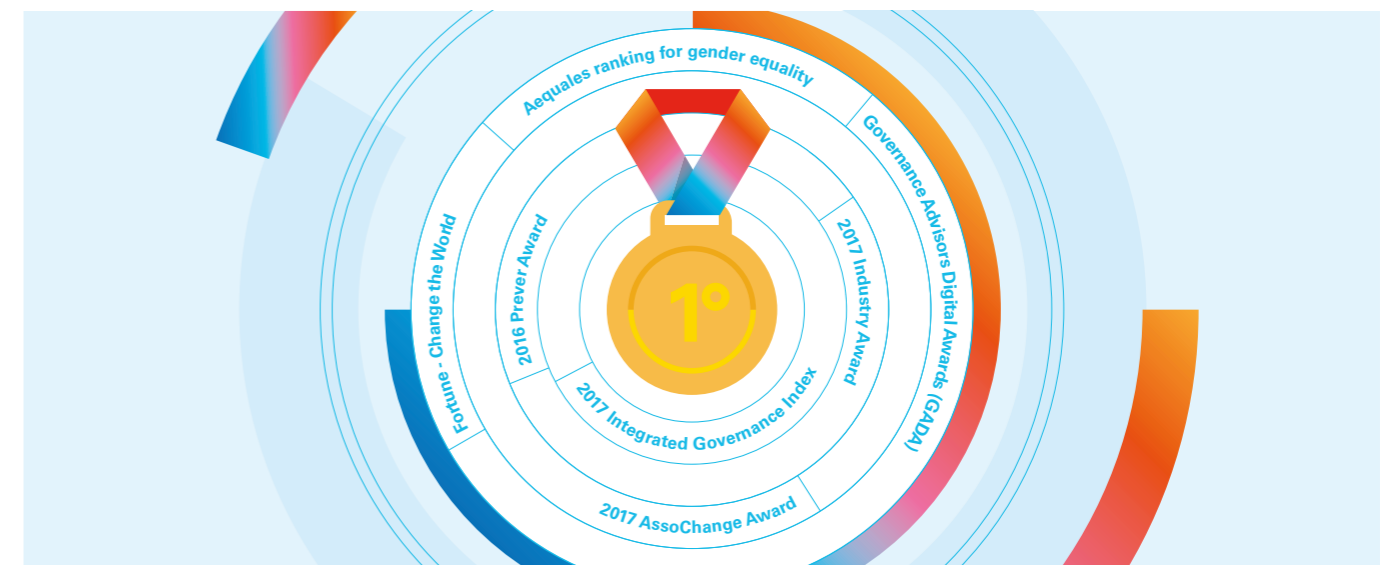 Aequales ranking for gender equality
Governance Advisors Digital Awards (GADA)
Fortune - Change the World
2016 Prever Award
2017 Industry Award
1º
2017 Integrated Governance Index
2017 AssoChange Award